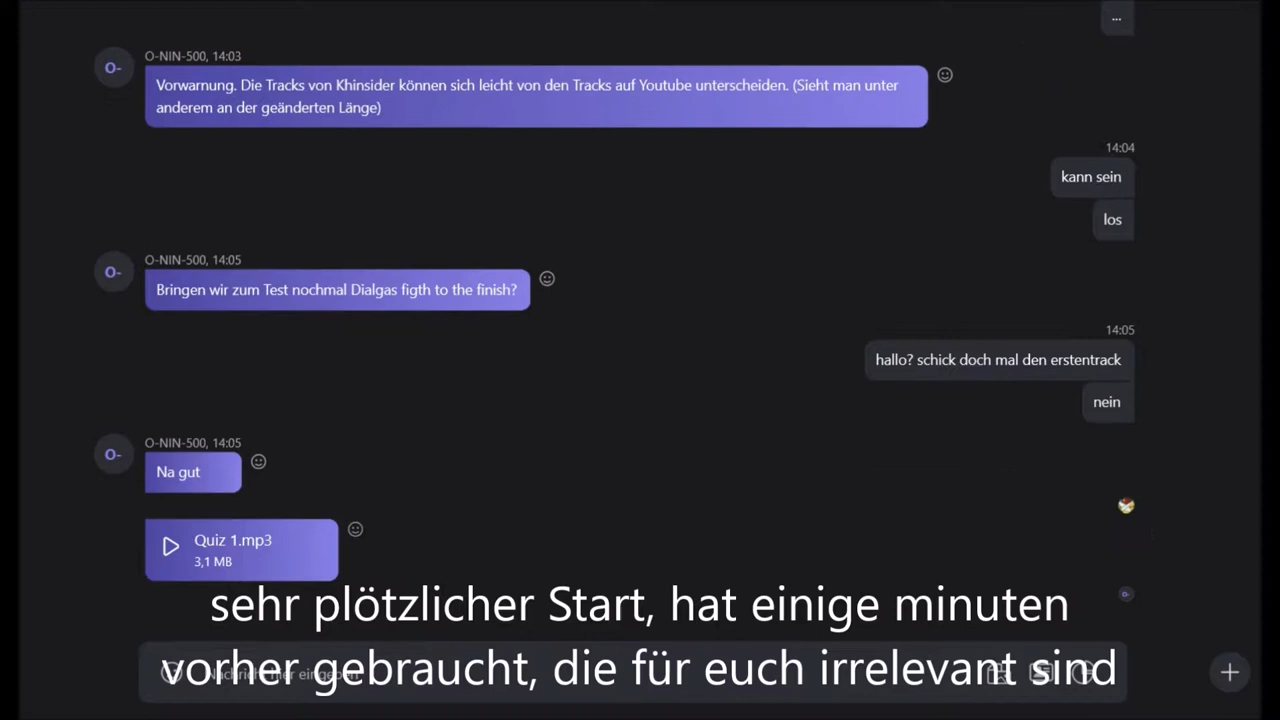 ...
O-NIN-500, 14:03
O-
Vorwarnung. Die Tracks von Khinsider können sich leicht von den Tracks auf Youtube unterscheiden. (Sieht man unter
anderem an der geänderten Länge)
14:04
kann sein
los
O-NIN-500, 14:05
O-
Bringen wir zum Test nochmal Dialgas figth to the finish?
14:05
hallo? schick doch mal den erstentrack
nein
O-NIN-500, 14:05
O-
Na gut
Quiz 1.mp3
3,1 MB
O-
sehr plötzlicher Start, hat einige minuten
vorher gebraucht, die für euch irrelevant sind
Nachricht hier eingeben